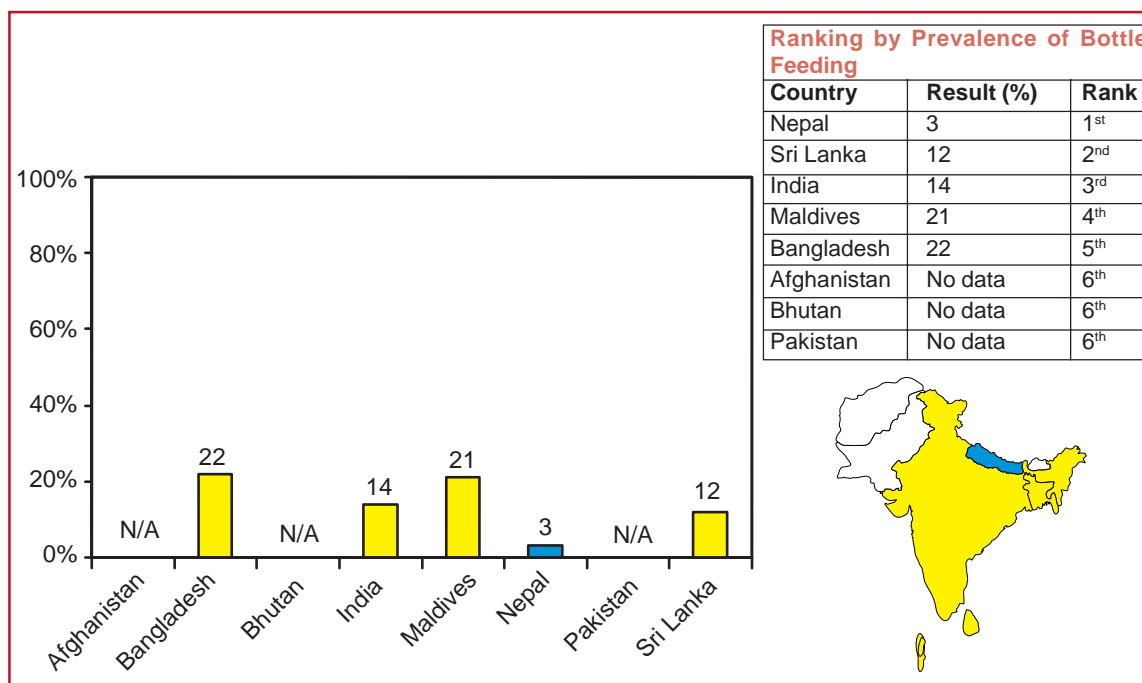 Ranking by Prevalence of Bottle
Feeding
Country Result (%) Rank
Nepal 3 1st
Sri Lanka 12 2nd
India 14 3rd
Maldives 21 4th
Bangladesh 22 5th
Afghanistan No data 6th
Bhutan No data 6th
Pakistan No data 6th
100%
80%
60%
40%
20%
0%
N/A
22
N/A
14
21
3
N/A
12
Afghanistan
Bangladesh
Bhutan
India
Maldives
Nepal
Pakistan
Sri Lanka